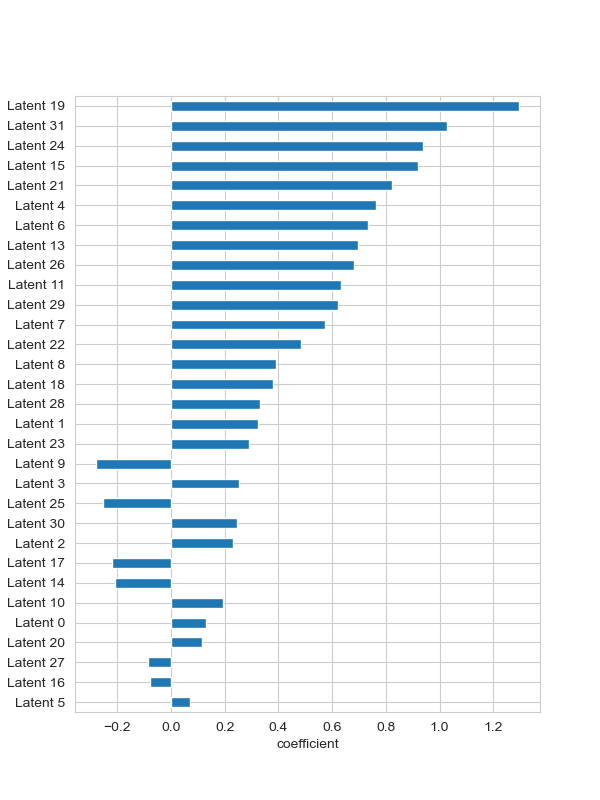 Latent 19
Latent 31
Latent 24
Latent 15
Latent 21
Latent 4
Latent 6
Latent 13
Latent 26
Latent 11
Latent 29
Latent 7
Latent 22
Latent 8
Latent 18
Latent 28
Latent 1
Latent 23
Latent 9
Latent 3
Latent 25
Latent 30
Latent 2
Latent 17
Latent 14
Latent 10
Latent 0
Latent 20
Latent 27
Latent 16
Latent 5
−0.2 0.0 0.2 0.4 0.6 0.8 1.0 1.2
coefficient